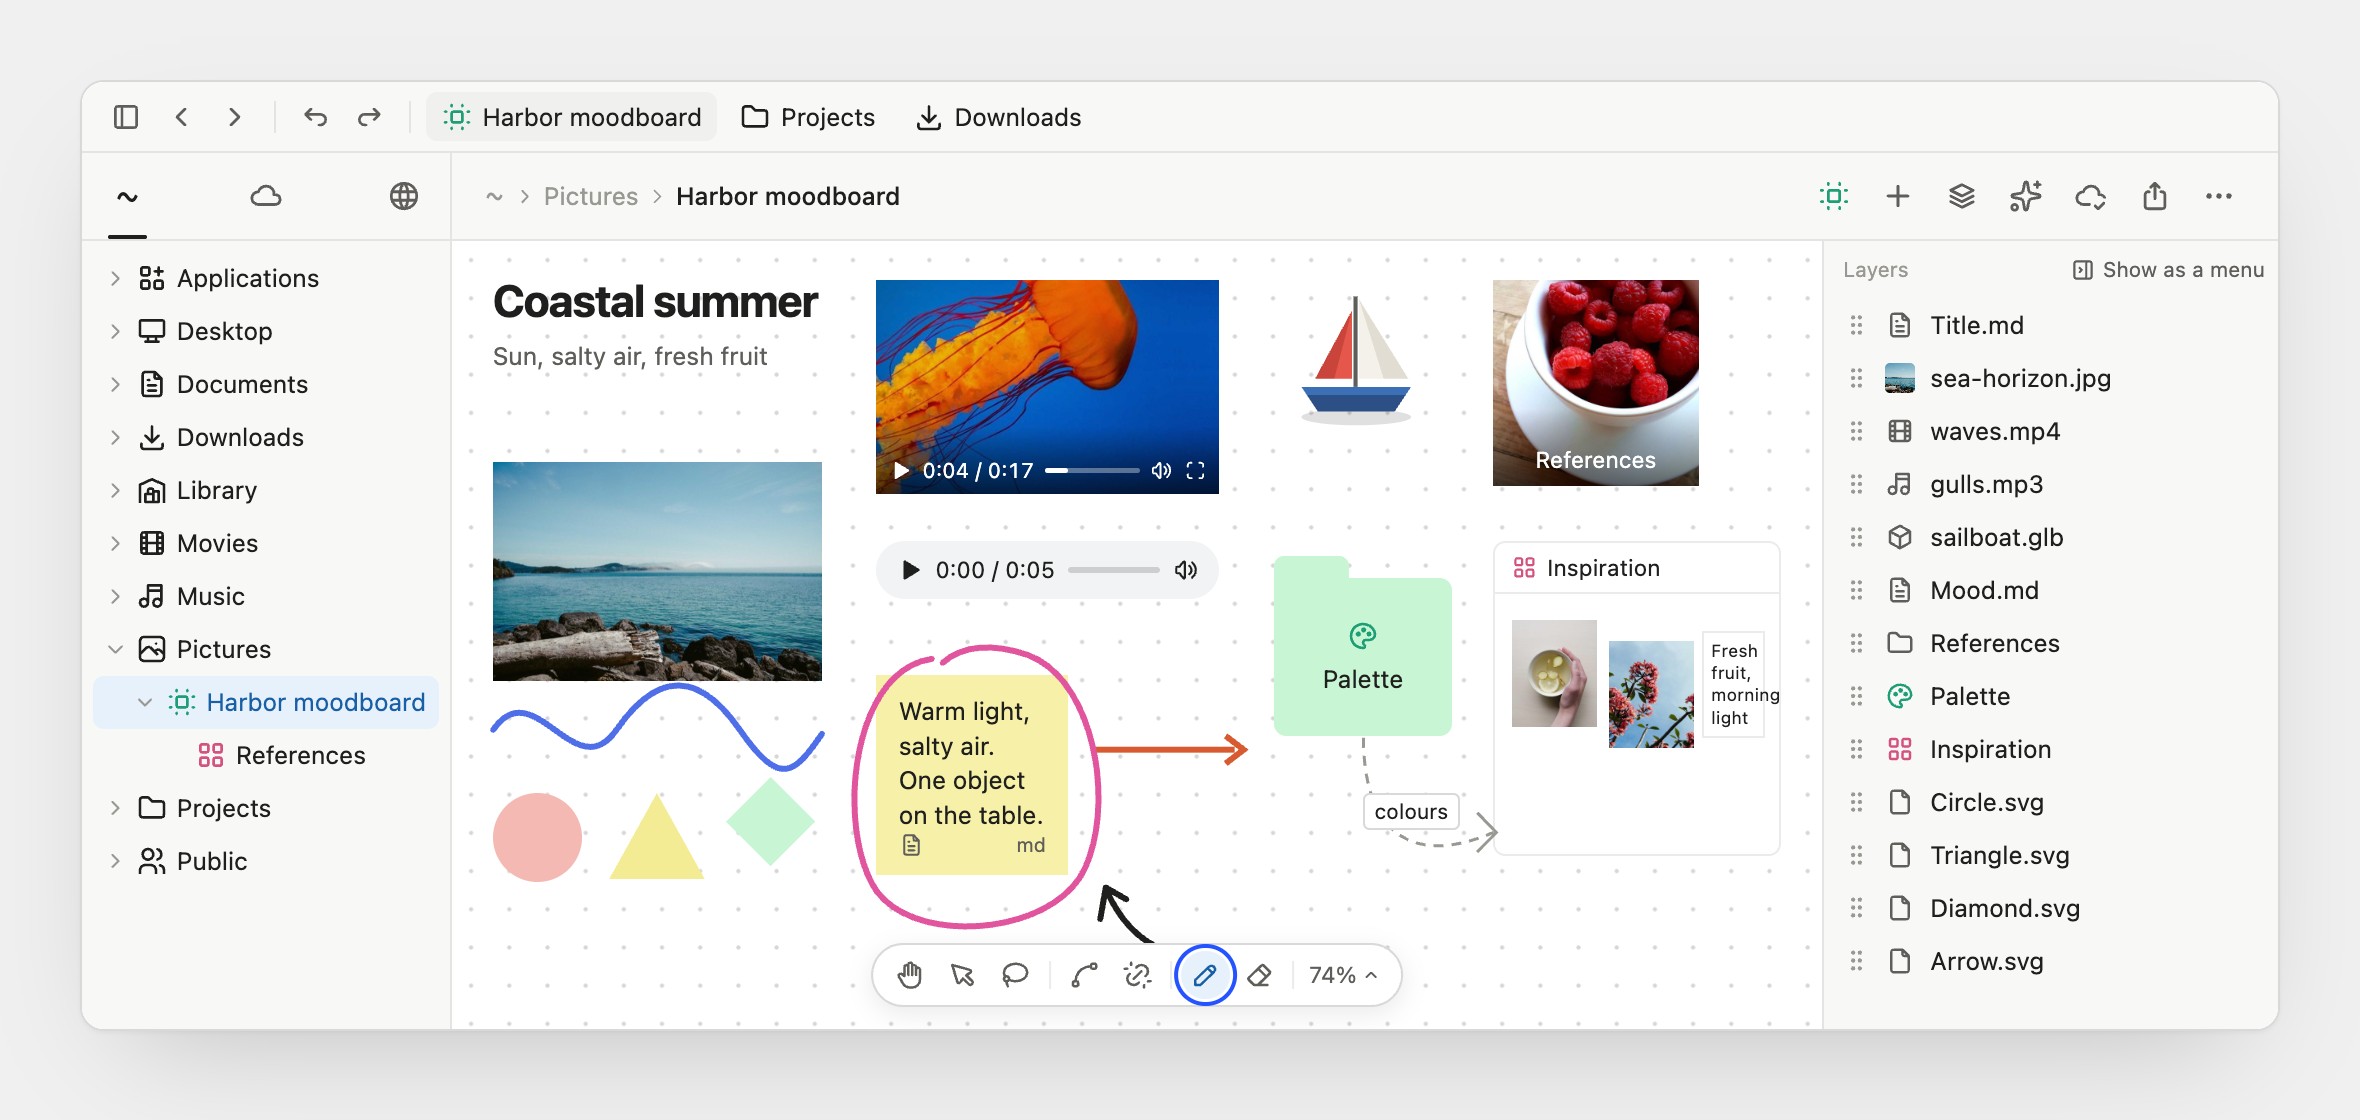 Harbor moodboard
Projects
Downloads
~ > Pictures > Harbor moodboard
Applications
Desktop
Documents
Downloads
Library
Movies
Music
Pictures
Harbor moodboard
References
Projects
Public
Coastal summer
Sun, salty air, fresh fruit
0:04 / 0:17
0:00 / 0:05
Warm light,
salty air.
One object
on the table.
md
References
Palette
colours
Inspiration
Fresh
fruit,
morning
light
74%
Layers
Show as a menu
Title.md
sea-horizon.jpg
waves.mp4
gulls.mp3
sailboat.glb
Mood.md
References
Palette
Inspiration
Circle.svg
Triangle.svg
Diamond.svg
Arrow.svg